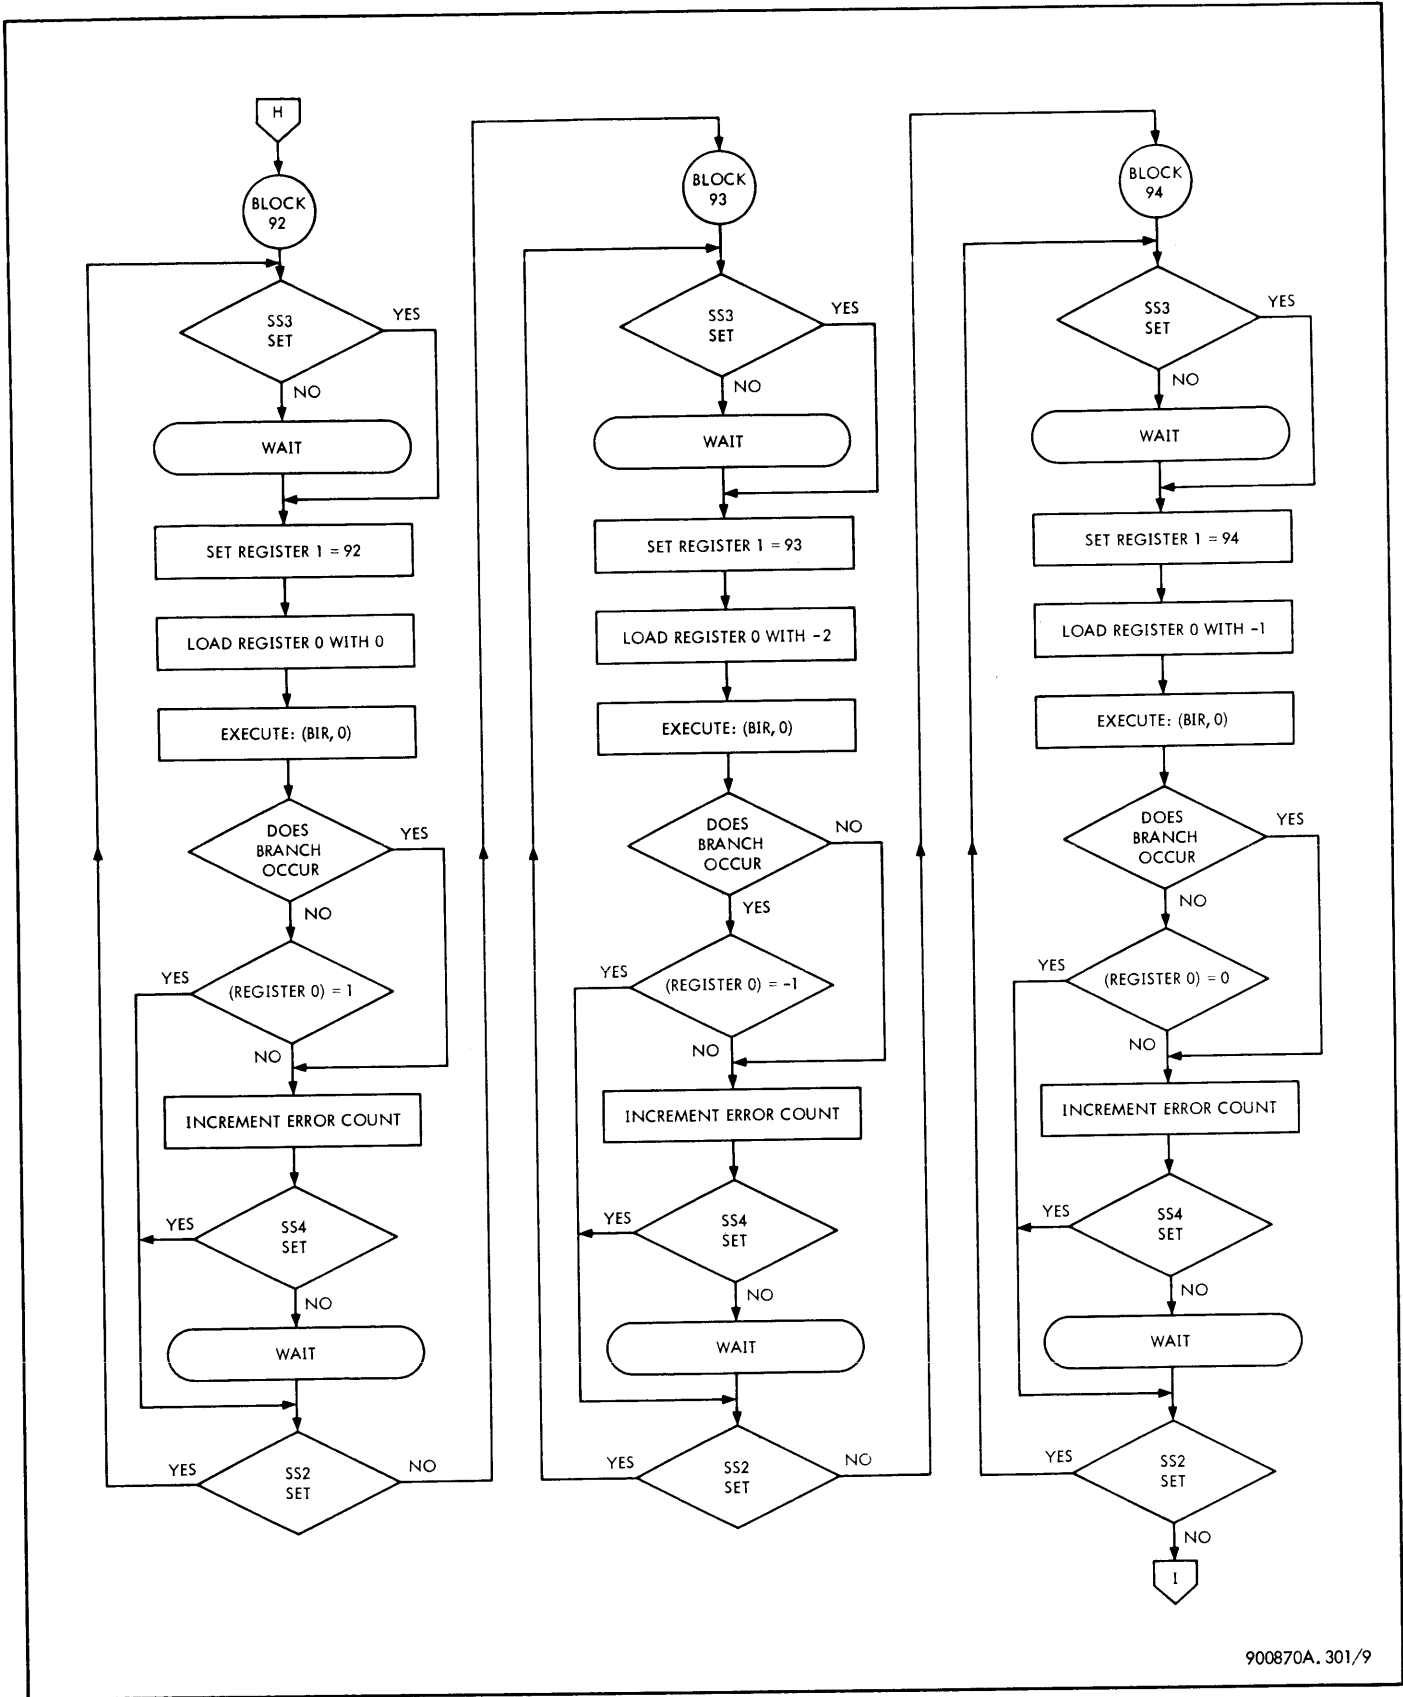 H
BLOCK
92
SS3
SET
YES
NO
WAIT
SET REGISTER 1 = 92
LOAD REGISTER 0 WITH 0
EXECUTE: (BIR, 0)
DOES
BRANCH
OCCUR
YES
NO
YES
(REGISTER 0) = 1
NO
INCREMENT ERROR COUNT
YES
SS4
SET
NO
WAIT
YES
SS2
SET
NO
BLOCK
93
SS3
SET
YES
NO
WAIT
SET REGISTER 1 = 93
LOAD REGISTER 0 WITH -2
EXECUTE: (BIR, 0)
DOES
BRANCH
OCCUR
NO
YES
YES
(REGISTER 0) = -1
NO
INCREMENT ERROR COUNT
YES
SS4
SET
NO
WAIT
YES
SS2
SET
NO
BLOCK
94
SS3
SET
YES
NO
WAIT
SET REGISTER 1 = 94
LOAD REGISTER 0 WITH -1
EXECUTE: (BIR, 0)
DOES
BRANCH
OCCUR
YES
NO
YES
(REGISTER 0) = 0
NO
INCREMENT ERROR COUNT
YES
SS4
SET
NO
WAIT
YES
SS2
SET
NO
I
900870A. 301/9